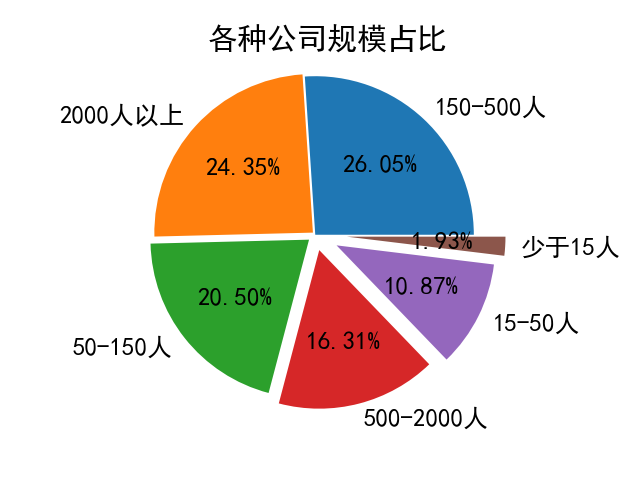 各种公司规模占比
150-500人
2000人以上
26.05%
24.35%
1.93%
少于15人
10.87%
20.50%
15-50人
16.31%
50-150人
500-2000人